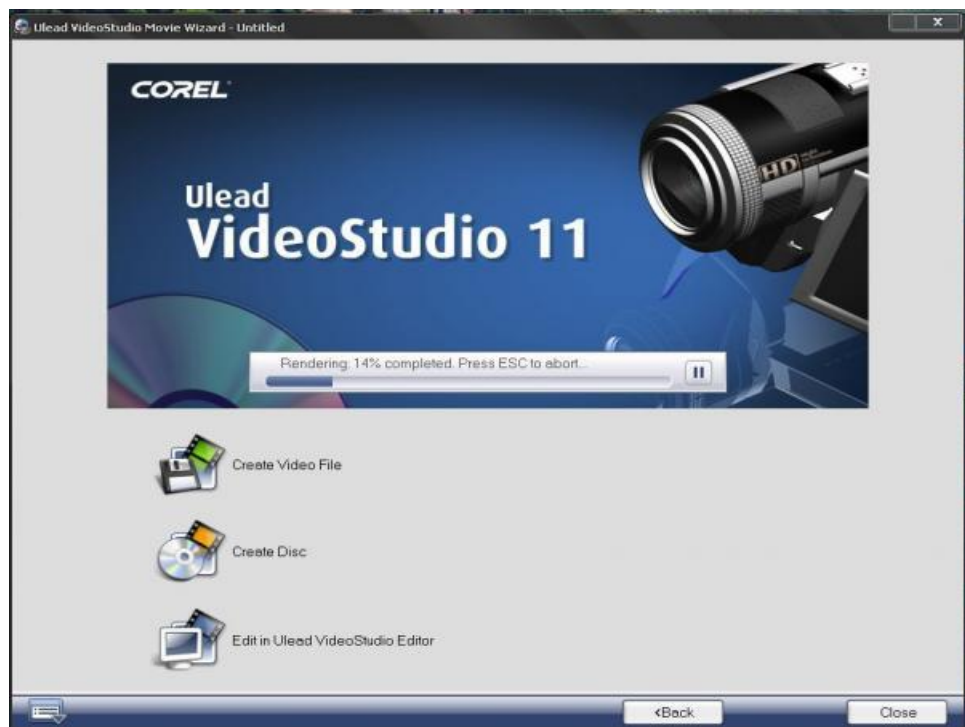 Ulead VideoStudio Movie Wizard - Untitled
COREL
HD
Ulead
VideoStudio 11
Rendering: 14% completed. Press ESC to abort...
Create Video File
Create Disc
Edit in Ulead VideoStudio Editor
<Back
Close